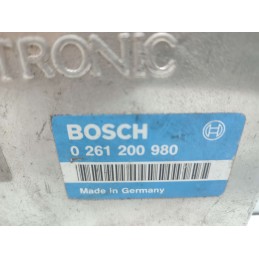 TRONIC
BOSCH
0 261 200 980
Made in Germany